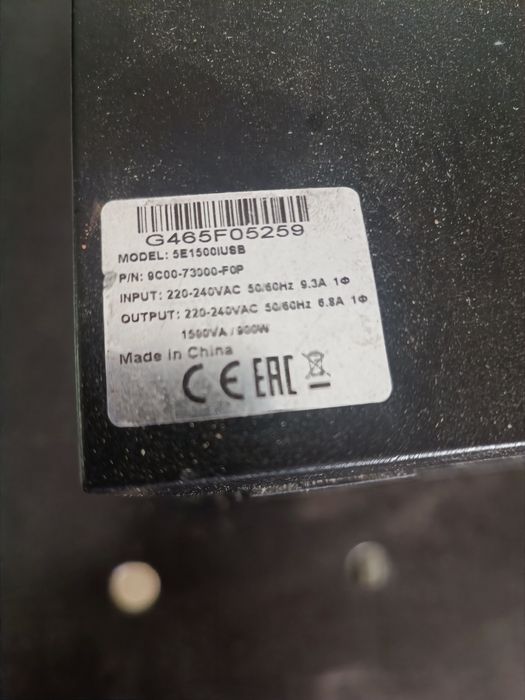 G465F05259
MODEL: 5E1500IUSB
P/N: 9C00-73000-F0P
INPUT: 220-240VAC 50/60Hz 9.3A 1Φ
OUTPUT: 220-240VAC 50/60Hz 6.8A 1Φ
1500VA / 900W
Made in China
CE EAC